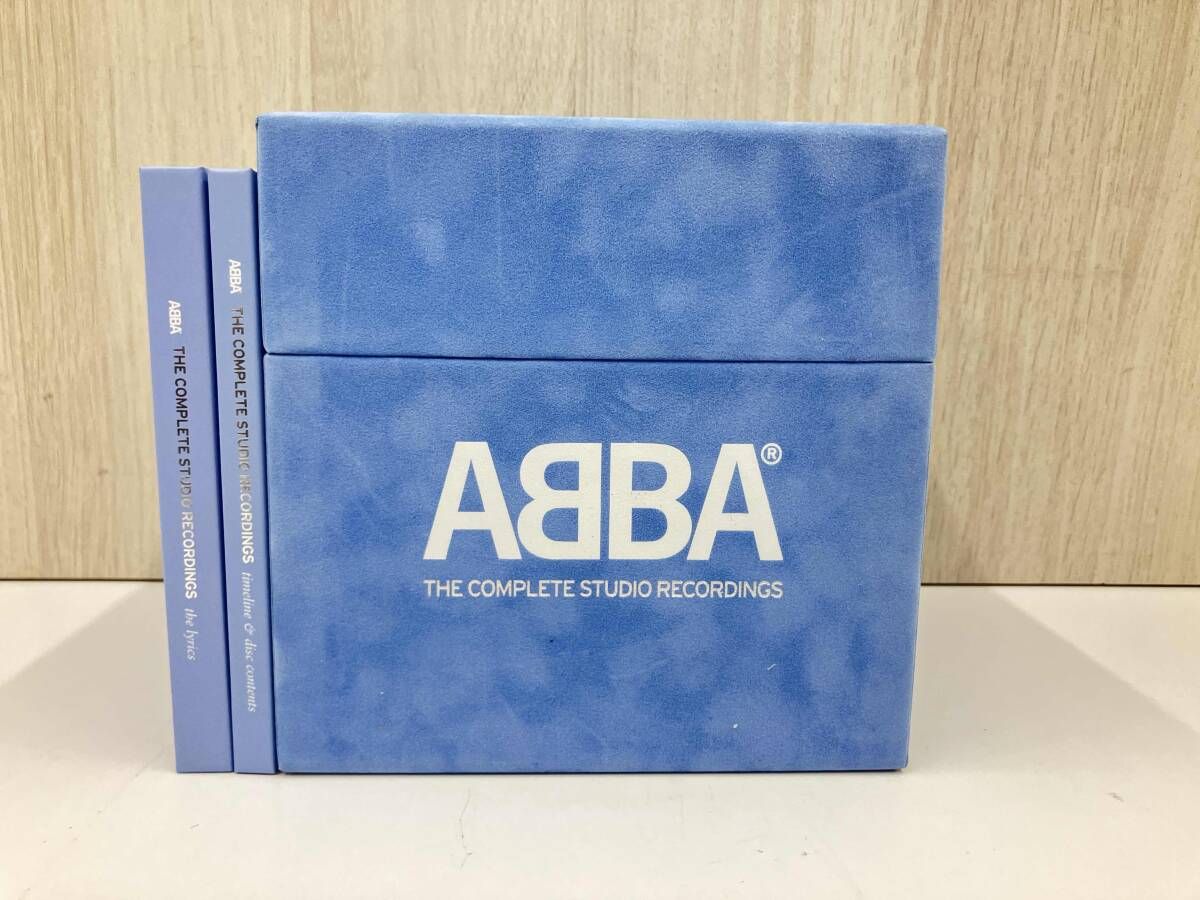 ABBA THE COMPLETE STUDIO RECORDINGS the lyrics
ABBA THE COMPLETE STUDIO RECORDINGS timeline & disc contents
ABBA®
THE COMPLETE STUDIO RECORDINGS